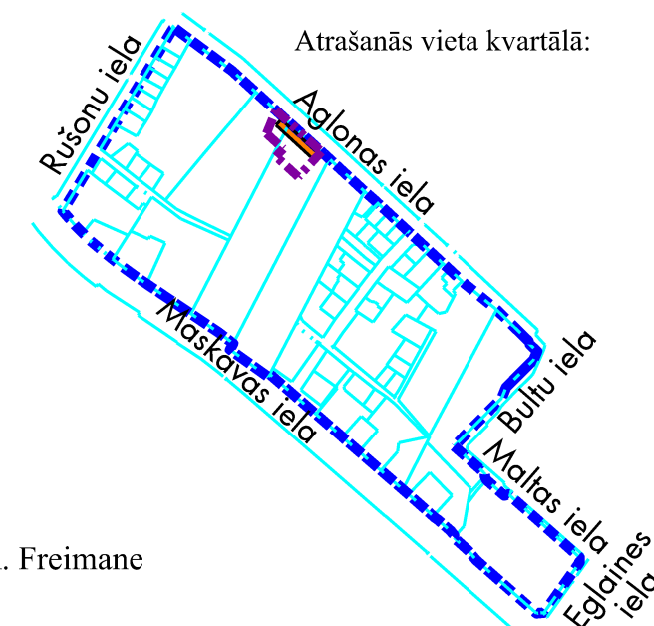 Atrašanās vieta kvartālā:
Rušonu iela
Aglonas iela
Maskavas iela
Bultu iela
Maltas iela
Eglaines
iela
. Freimane